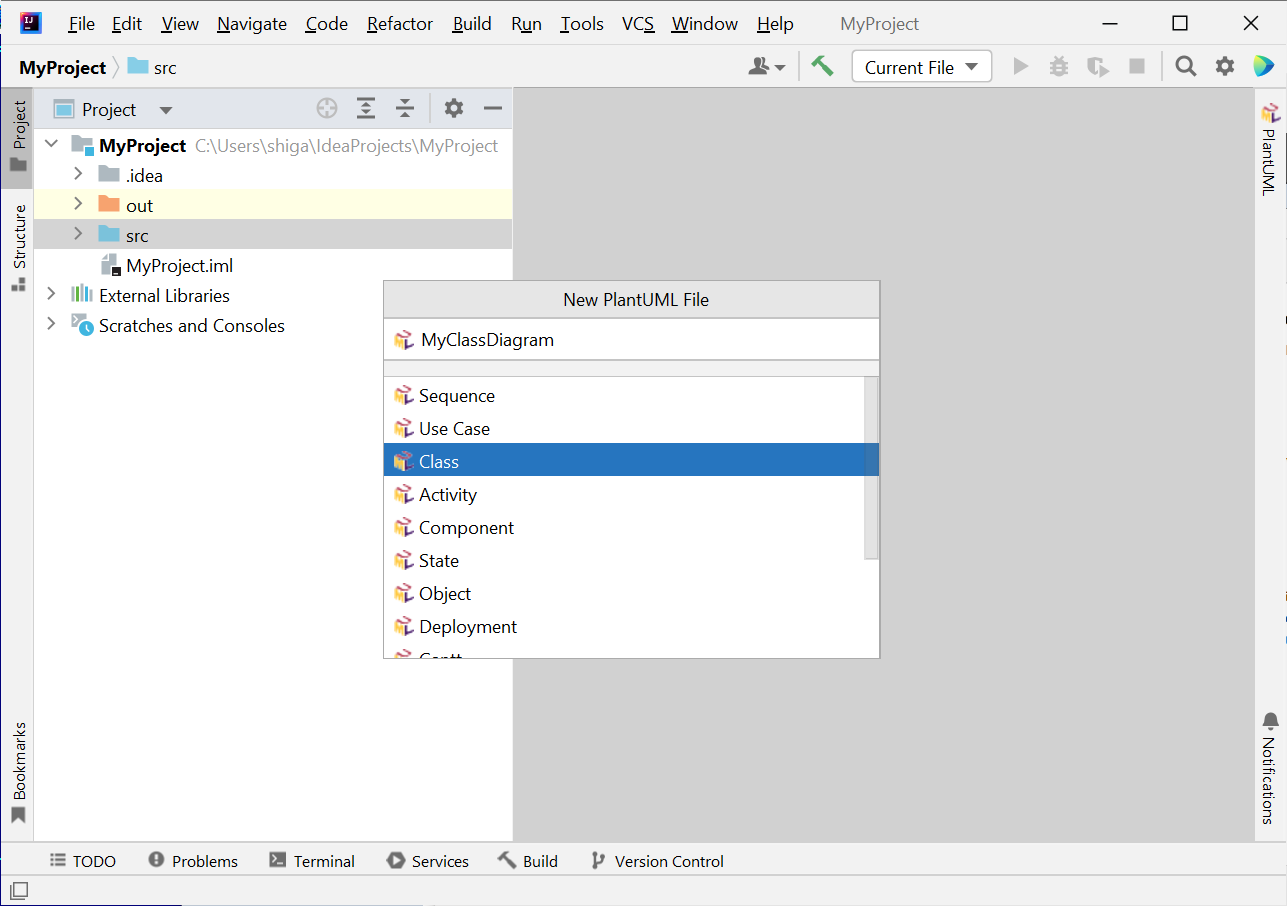 File Edit View Navigate Code Refactor Build Run Tools VCS Window Help MyProject
MyProject src Current File
Project
Project
PlantUML
MyProject C:\Users\shiga\IdeaProjects\MyProject
.idea
out
src
Structure
MyProject.iml
External Libraries
Scratches and Consoles
New PlantUML File
MyClassDiagram
Sequence
Use Case
Class
Activity
Component
State
Object
Deployment
Gantt
Bookmarks
Notifications
TODO Problems Terminal Services Build Version Control